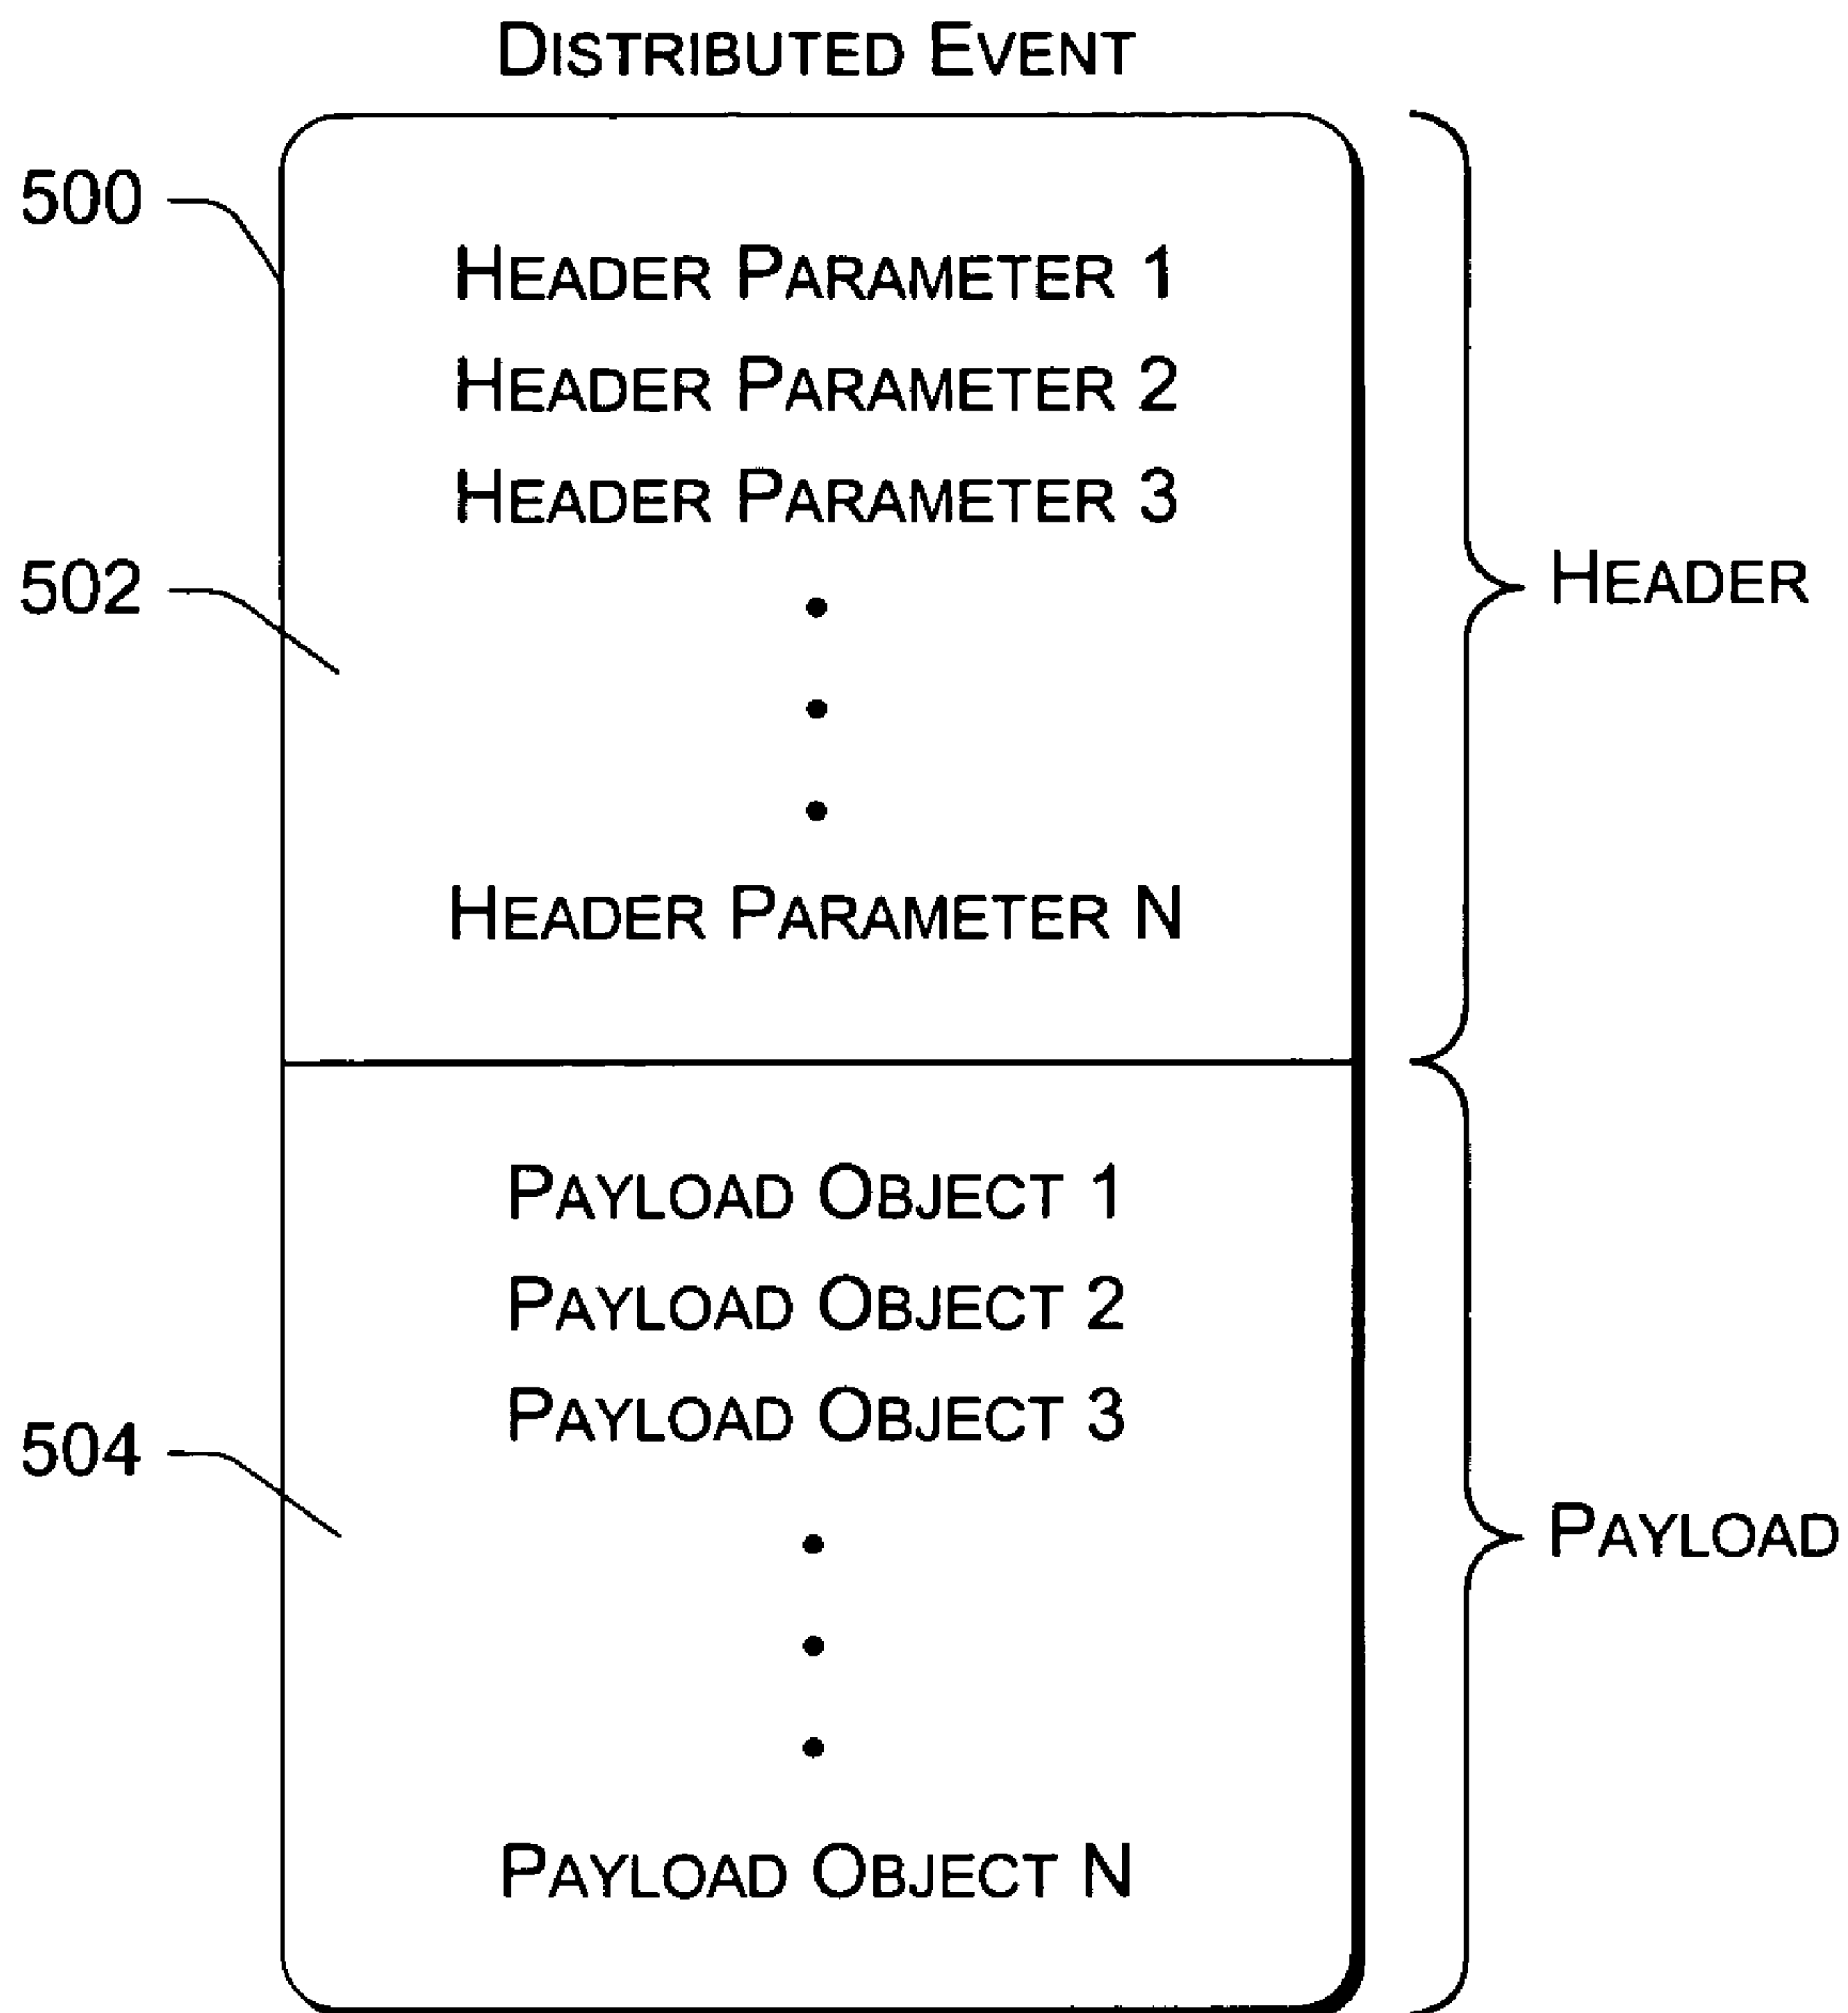 DISTRIBUTED EVENT
500
HEADER PARAMETER 1
HEADER PARAMETER 2
HEADER PARAMETER 3
502
HEADER
HEADER PARAMETER N
PAYLOAD OBJECT 1
PAYLOAD OBJECT 2
PAYLOAD OBJECT 3
504
PAYLOAD
PAYLOAD OBJECT N